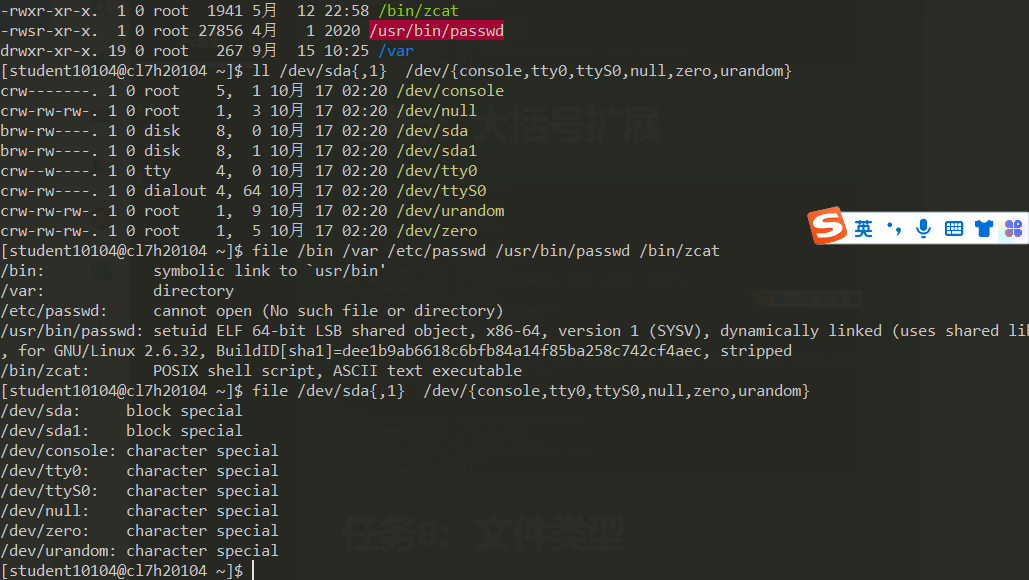 -rwxr-xr-x.  1 0 root  1941 5月  12 22:58 /bin/zcat
-rwsr-xr-x.  1 0 root 27856 4月   1 2020 /usr/bin/passwd
drwxr-xr-x. 19 0 root   267 9月  15 10:25 /var
[student10104@cl7h20104 ~]$ ll /dev/sda{,1}  /dev/{console,tty0,ttyS0,null,zero,urandom}
crw-------. 1 0 root    5,  1 10月 17 02:20 /dev/console
crw-rw-rw-. 1 0 root    1,  3 10月 17 02:20 /dev/null
brw-rw----. 1 0 disk    8,  0 10月 17 02:20 /dev/sda
brw-rw----. 1 0 disk    8,  1 10月 17 02:20 /dev/sda1
crw--w----. 1 0 tty     4,  0 10月 17 02:20 /dev/tty0
crw-rw----. 1 0 dialout 4, 64 10月 17 02:20 /dev/ttyS0
crw-rw-rw-. 1 0 root    1,  9 10月 17 02:20 /dev/urandom
crw-rw-rw-. 1 0 root    1,  5 10月 17 02:20 /dev/zero
大括号扩展
英
[student10104@cl7h20104 ~]$ file /bin /var /etc/passwd /usr/bin/passwd /bin/zcat
/bin:            symbolic link to `usr/bin'
/var:            directory
/etc/passwd:     cannot open (No such file or directory)
/usr/bin/passwd: setuid ELF 64-bit LSB shared object, x86-64, version 1 (SYSV), dynamically linked (uses shared lib
, for GNU/Linux 2.6.32, BuildID[sha1]=dee1b9ab6618c6bfb84a14f85ba258c742cf4aec, stripped
/bin/zcat:       POSIX shell script, ASCII text executable
[student10104@cl7h20104 ~]$ file /dev/sda{,1}  /dev/{console,tty0,ttyS0,null,zero,urandom}
/dev/sda:     block special
/dev/sda1:    block special
/dev/console: character special
/dev/tty0:    character special
/dev/ttyS0:   character special
/dev/null:    character special
/dev/zero:    character special
/dev/urandom: character special
任务8：文件类型
[student10104@cl7h20104 ~]$